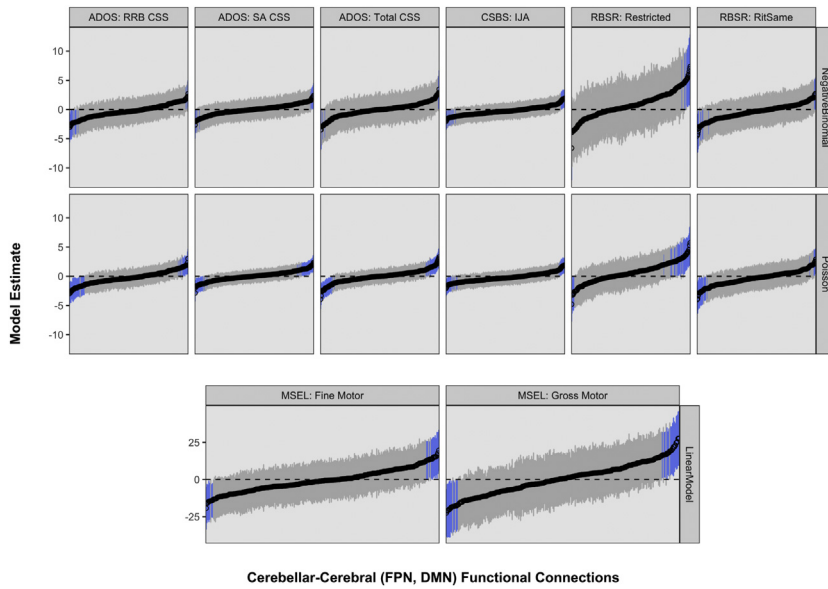 ADOS: RRB CSS
ADOS: SA CSS
ADOS: Total CSS
CSBS: IJA
RBSR: Restricted
RBSR: RitSame
10
5
0
-5
-10
NegativeBinomial
10
5
0
-5
-10
Poisson
Model Estimate
MSEL: Fine Motor
MSEL: Gross Motor
25
0
-25
LinearModel
Cerebellar-Cerebral (FPN, DMN) Functional Connections